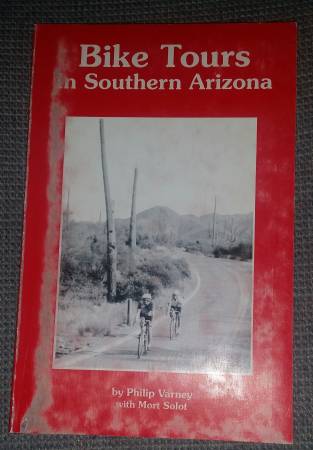 Bike Tours
in Southern Arizona
by Philip Varney
with Mort Solot